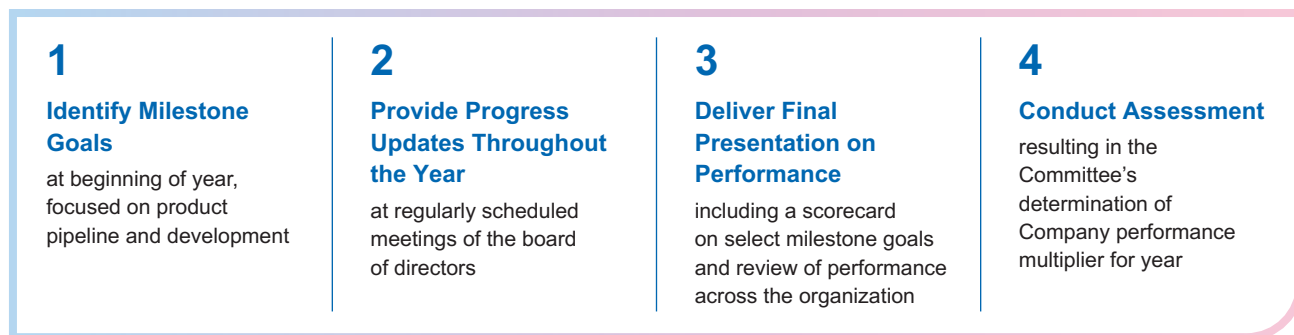 1
Identify Milestone
Goals
at beginning of year,
focused on product
pipeline and development
2
Provide Progress
Updates Throughout
the Year
at regularly scheduled
meetings of the board
of directors
3
Deliver Final
Presentation on
Performance
including a scorecard
on select milestone goals
and review of performance
across the organization
4
Conduct Assessment
resulting in the
Committee’s
determination of
Company performance
multiplier for year